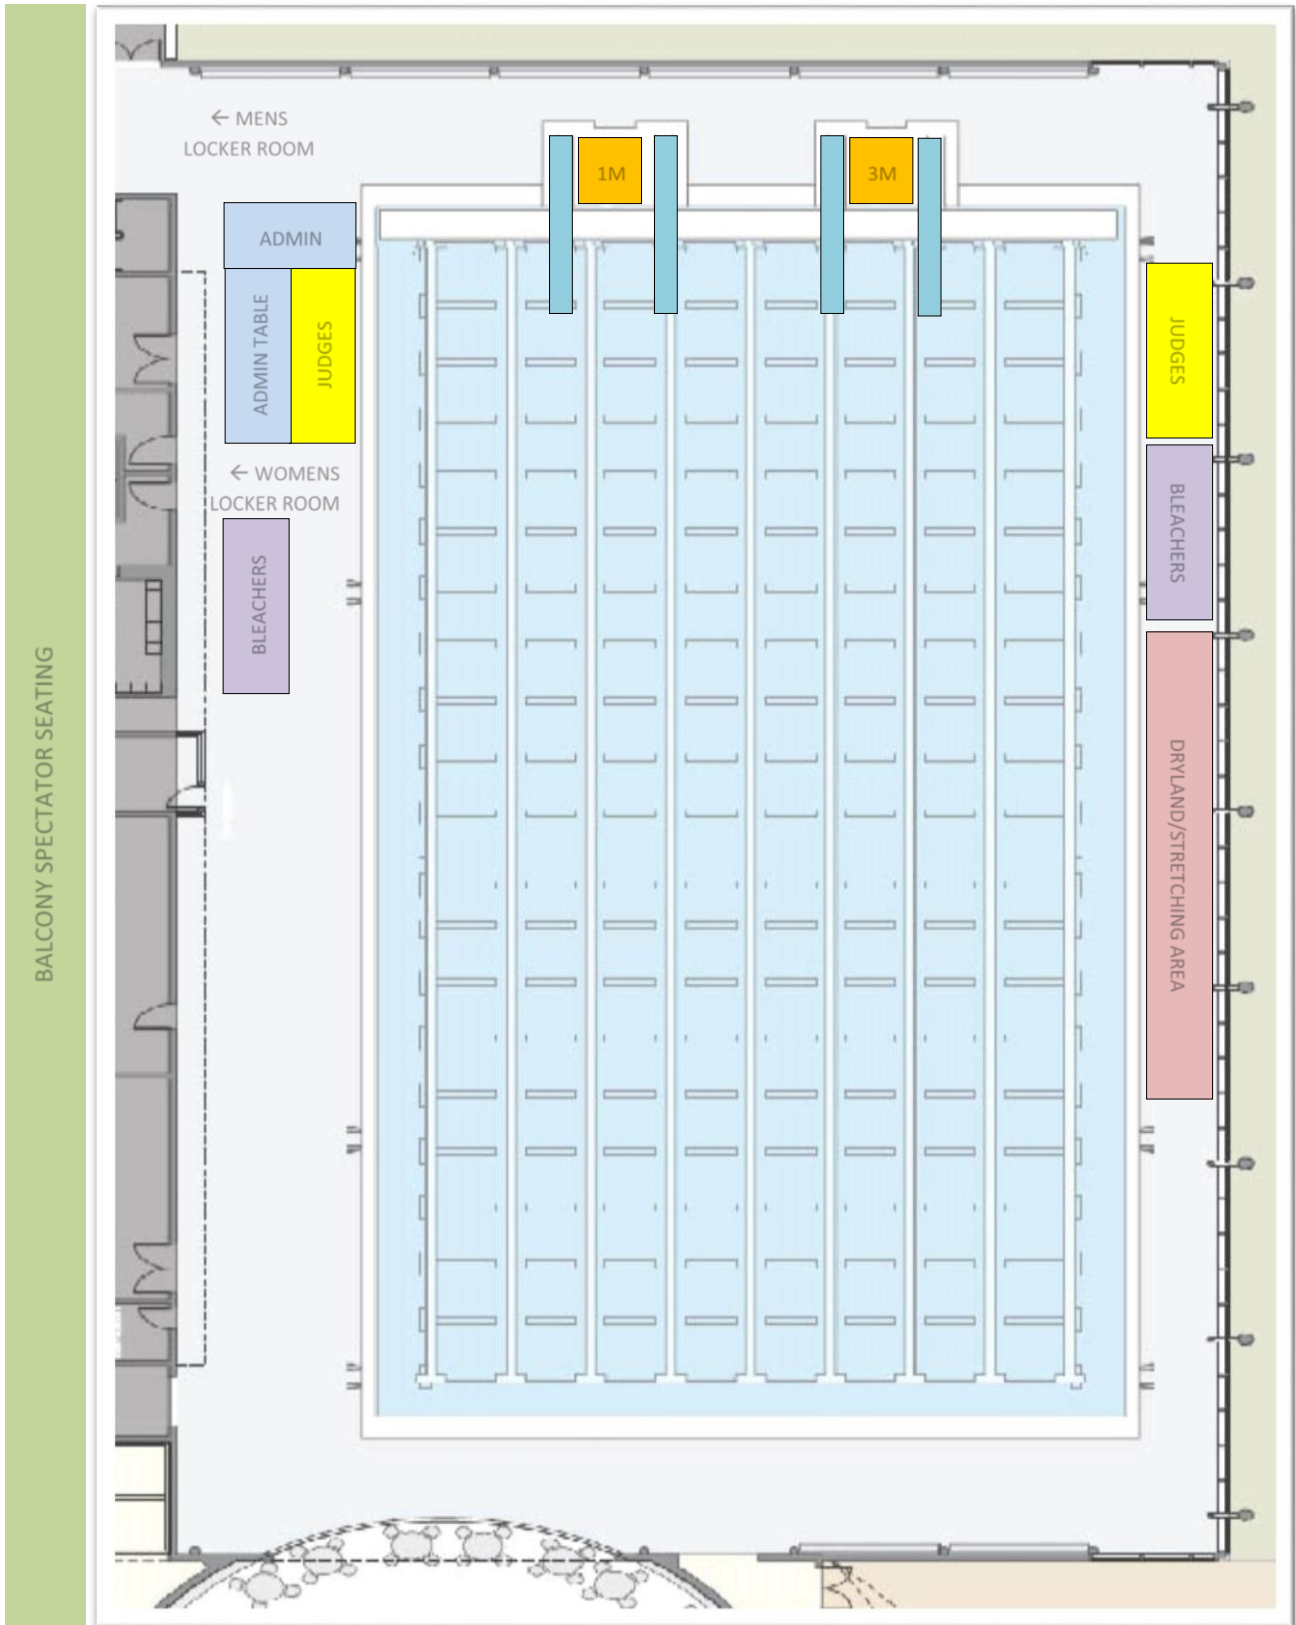 ← MENS
LOCKER ROOM
1M
3M
ADMIN
ADMIN TABLE
JUDGES
JUDGES
← WOMENS
LOCKER ROOM
BLEACHERS
BLEACHERS
BALCONY SPECTATOR SEATING
DRYLAND/STRETCHING AREA